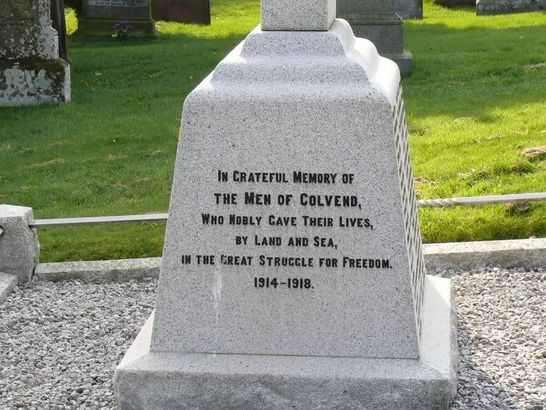 In Grateful Memory of
the Men of Colvend,
Who Nobly Gave Their Lives,
by Land and Sea,
in the Great Struggle for Freedom.
1914-1918.